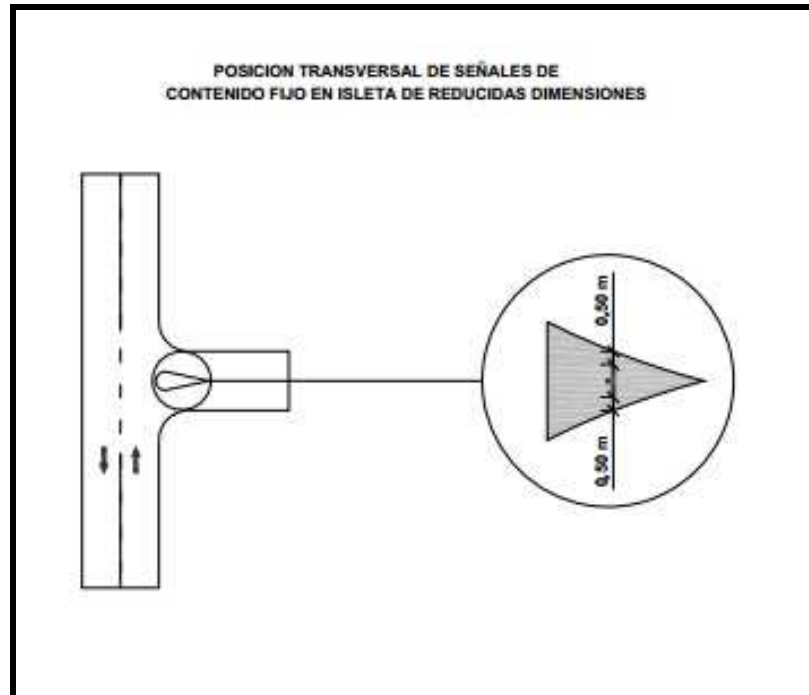 POSICION TRANSVERSAL DE SEÑALES DE
CONTENIDO FIJO EN ISLETA DE REDUCIDAS DIMENSIONES
0,50 m
0,50 m